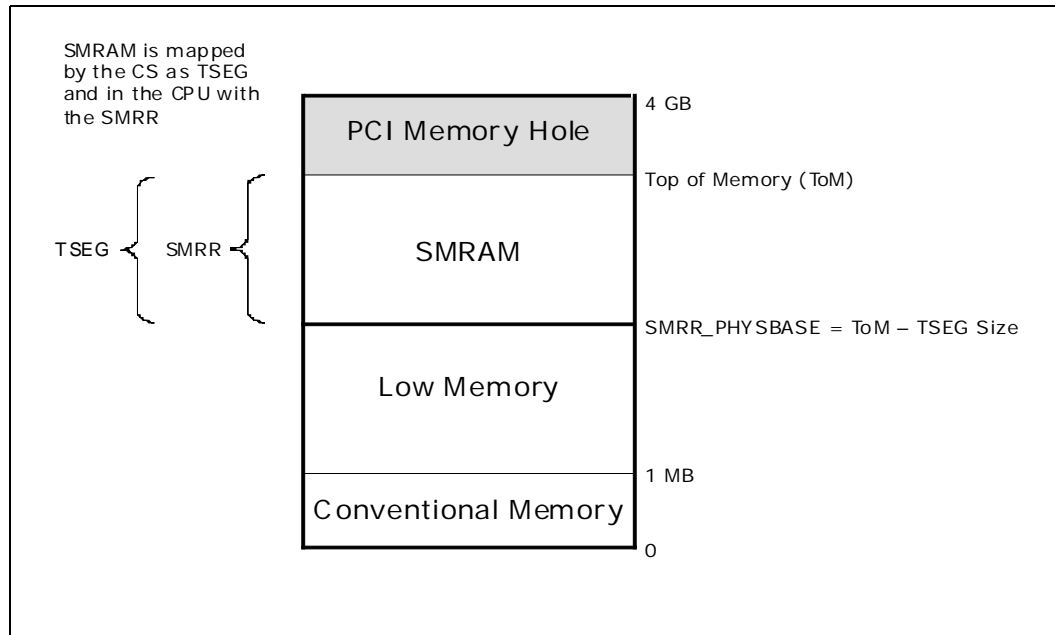 SMRAM is mapped
by the CS as TSEG
and in the CPU with
the SMRR
4 GB
PCI Memory Hole
Top of Memory (ToM)
TSEG
SMRR
SMRAM
SMRR_PHYSBASE = ToM – TSEG Size
Low Memory
1 MB
Conventional Memory
0